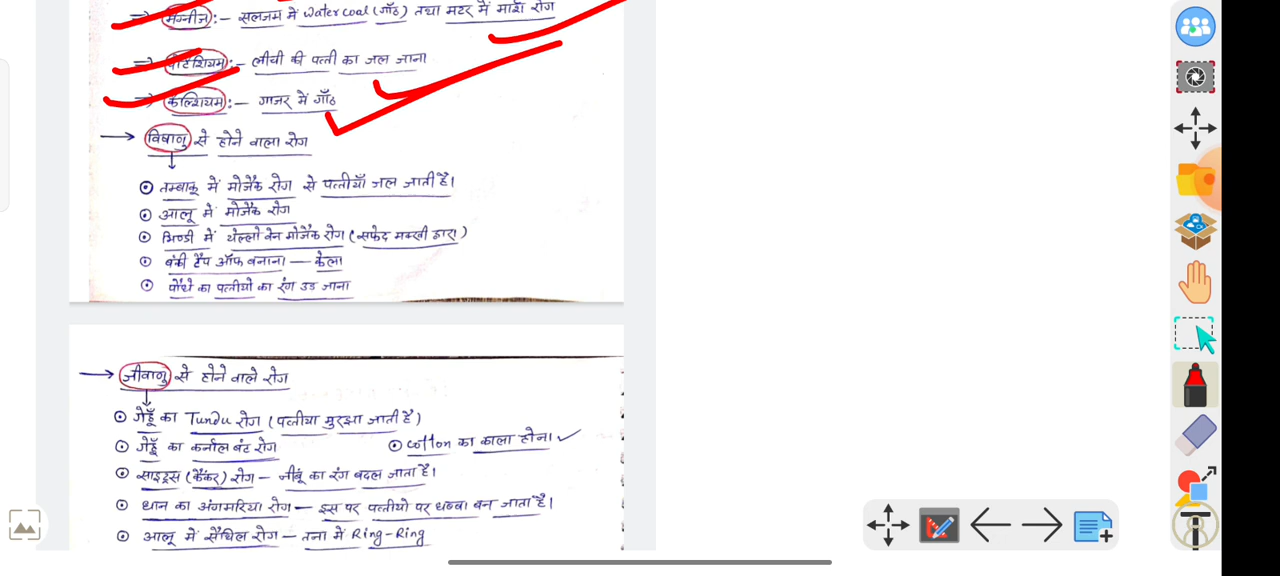 → मैग्नीज :- सलजम में Water coal (गाँठ) तथा मटर में मार्श रोग
→ पोटेशियम :- लीची की पत्ती का जल जाना
→ कैल्शियम :- गाजर में गाँठ
→ विषाणु से होने वाला रोग
⊙ तम्बाकू में मोजैक रोग से पत्तीयाँ जल जाती है।
⊙ आलू में मोजैक रोग
⊙ भिण्डी में येल्लो वेन मोजैक रोग (सफेद मक्खी द्वारा)
⊙ बंकी टॉप ऑफ बनाना — केला
⊙ पौधे का पत्तीयो का रंग उड जाना
→ जीवाणु से होने वाले रोग
⊙ गेहूँ का Tundu रोग (पत्तीया मुरझा जाती है)
⊙ गेहूँ का कर्नाल बंट रोग ⊙ Cotton का काला होना ✓
⊙ साइट्रस (कैंकर) रोग – नींबू का रंग बदल जाता है।
⊙ धान का अंगमारिया रोग – इस पर पत्तीयो पर धब्बा बन जाता है।
⊙ आलू में सैथिल रोग – तना में Ring-Ring